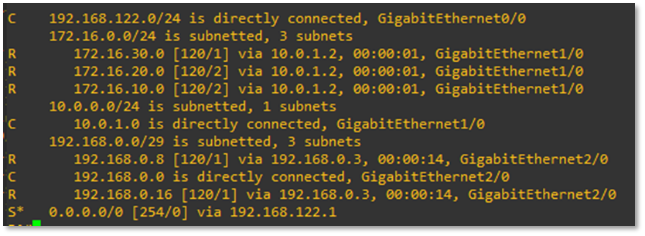 C    192.168.122.0/24 is directly connected, GigabitEthernet0/0
     172.16.0.0/24 is subnetted, 3 subnets
R       172.16.30.0 [120/1] via 10.0.1.2, 00:00:01, GigabitEthernet1/0
R       172.16.20.0 [120/2] via 10.0.1.2, 00:00:01, GigabitEthernet1/0
R       172.16.10.0 [120/2] via 10.0.1.2, 00:00:01, GigabitEthernet1/0
     10.0.0.0/24 is subnetted, 1 subnets
C       10.0.1.0 is directly connected, GigabitEthernet1/0
     192.168.0.0/29 is subnetted, 3 subnets
R       192.168.0.8 [120/1] via 192.168.0.3, 00:00:14, GigabitEthernet2/0
C       192.168.0.0 is directly connected, GigabitEthernet2/0
R       192.168.0.16 [120/1] via 192.168.0.3, 00:00:14, GigabitEthernet2/0
S*   0.0.0.0/0 [254/0] via 192.168.122.1